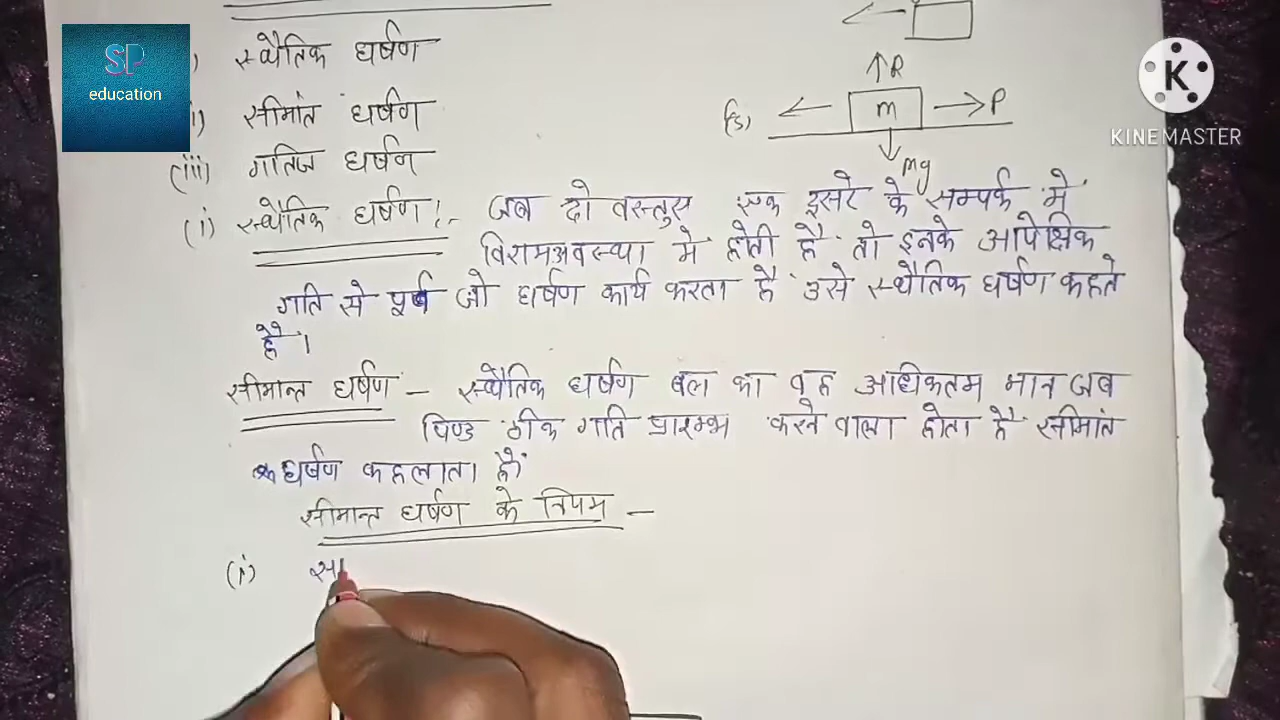 SP
education
K
KINEMASTER
) स्थैतिक घर्षण
i) सीमांत घर्षण
(iii) गतिज घर्षण
R
fs) m P
mg
(i) स्थैतिक घर्षण :- जब दो वस्तुए एक दूसरे के सम्पर्क में
विरामअवस्था में होती है तो इनके आपेक्षिक
गति से पूर्व जो घर्षण कार्य करता है उसे स्थैतिक घर्षण कहते
है।
सीमान्त घर्षण - स्थैतिक घर्षण बल का वह अधिकतम मान जब
पिण्ड ठीक गति प्रारम्भ करने वाला होता है सीमांत
घर्षण कहलाता है।
सीमान्त घर्षण के नियम -
(i) सा